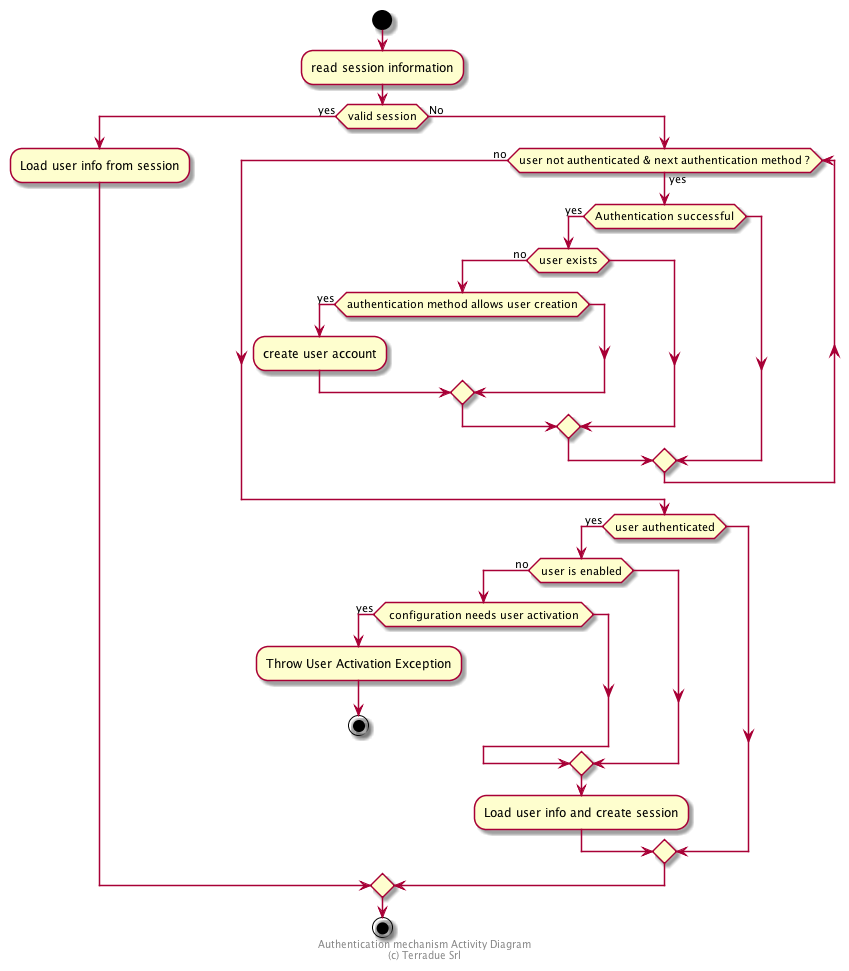 read session information
yes
valid session
No
Load user info from session
no
user not authenticated & next authentication method ?
yes
yes
Authentication successful
no
user exists
yes
authentication method allows user creation
create user account
yes
user authenticated
no
user is enabled
yes
configuration needs user activation
Throw User Activation Exception
Load user info and create session
Authentication mechanism Activity Diagram
(c) Terradue Srl